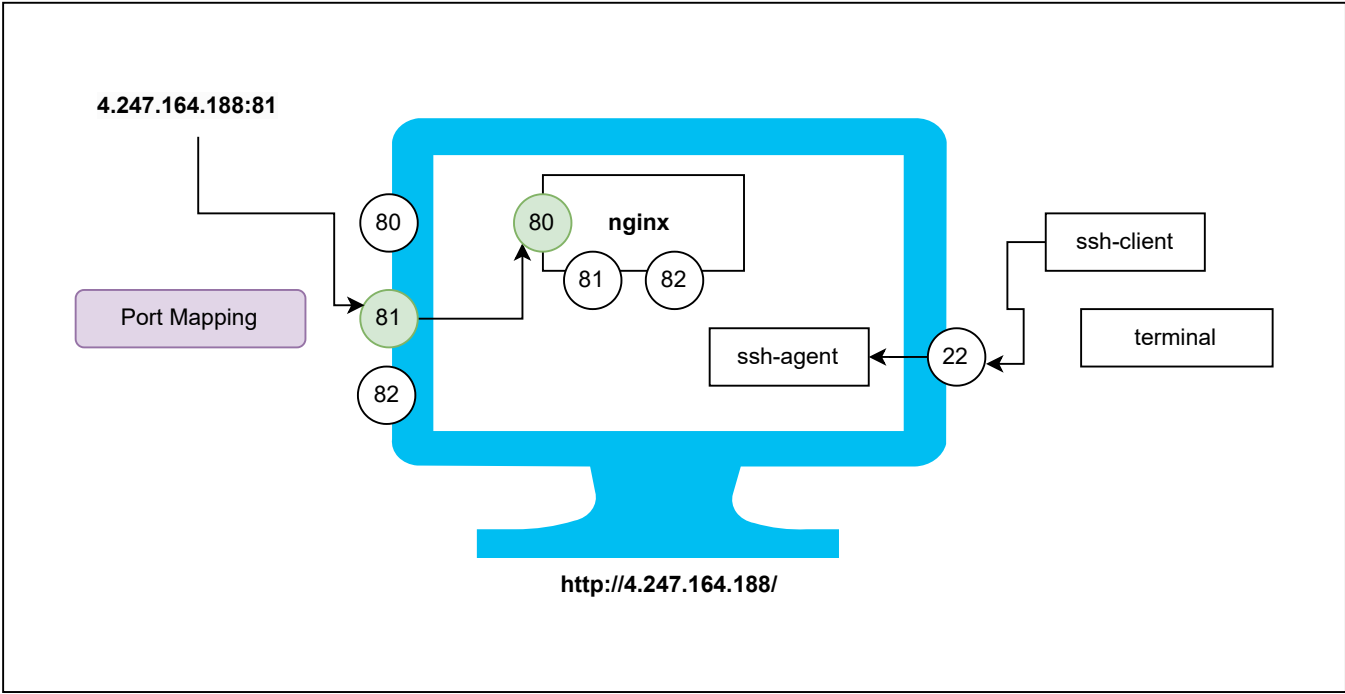 4.247.164.188:81
80
80
nginx
81
82
ssh-client
Port Mapping
81
ssh-agent
22
terminal
82
http://4.247.164.188/